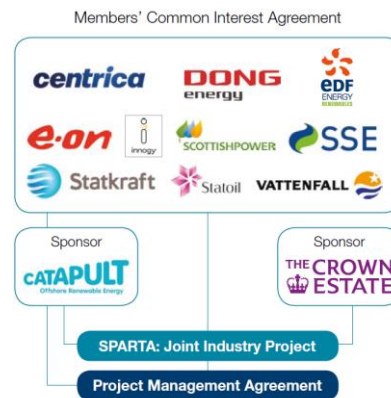 Members' Common Interest Agreement
centrica
DONG
energy
eDF
ENERGY
RENEWABLES
e·on
innogy
SCOTTISHPOWER
SSE
Statkraft
Statoil
VATTENFALL
Sponsor
CATAPULT
Offshore Renewable Energy
Sponsor
THE CROWN
ESTATE
SPARTA: Joint Industry Project
Project Management Agreement